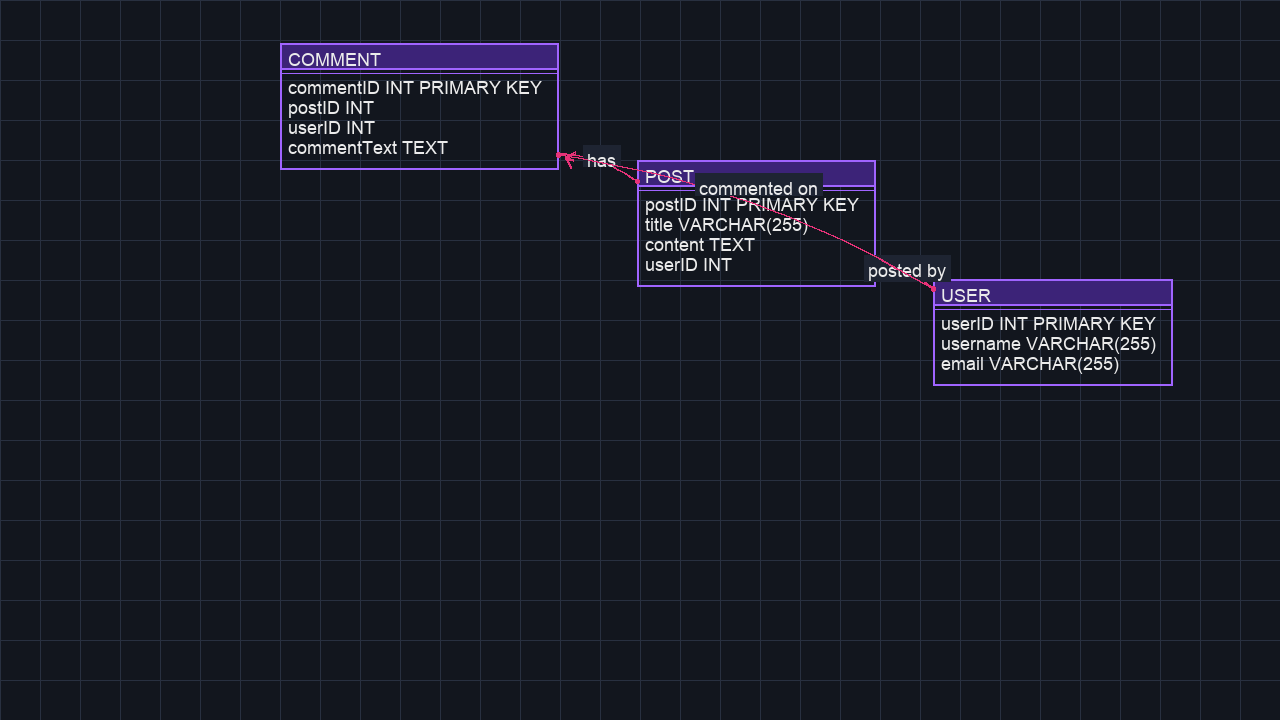 COMMENT
commentID INT PRIMARY KEY
postID INT
userID INT
commentText TEXT
has
POST
commented on
postID INT PRIMARY KEY
title VARCHAR(255)
content TEXT
userID INT
posted by
USER
userID INT PRIMARY KEY
username VARCHAR(255)
email VARCHAR(255)